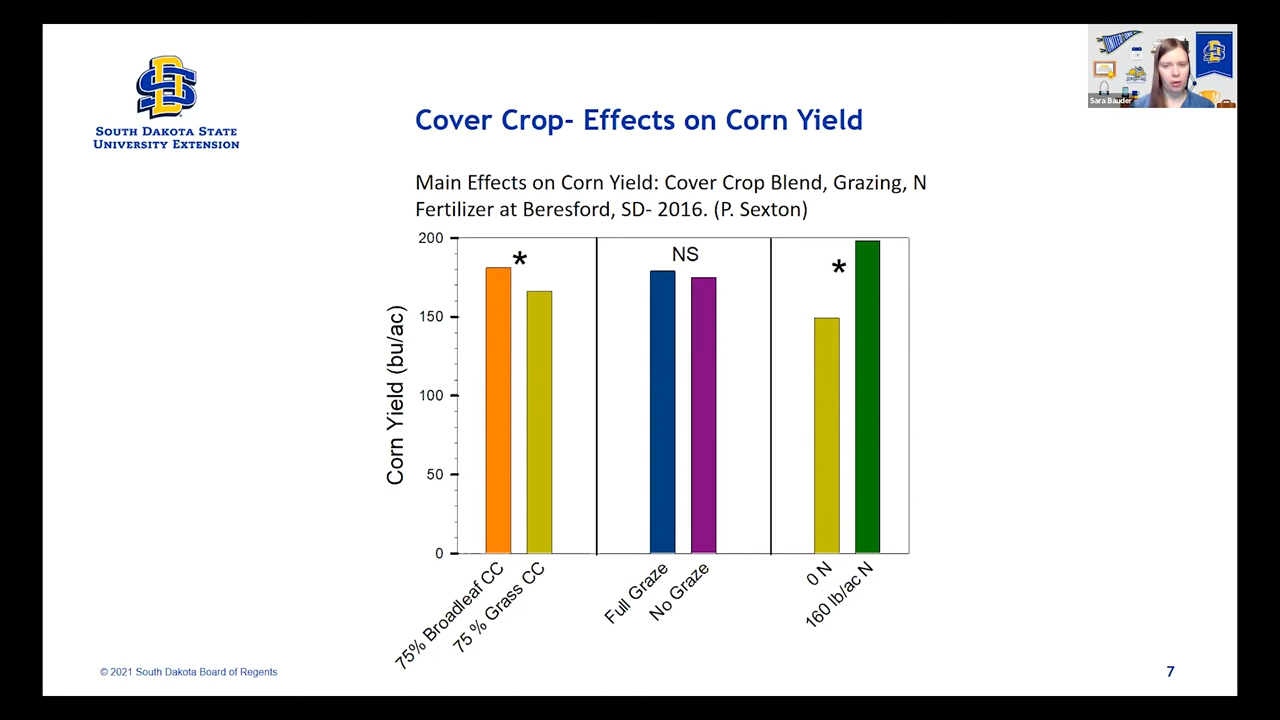 UNITED
Sara Bauder
SOUTH DAKOTA STATE
UNIVERSITY EXTENSION
Cover Crop- Effects on Corn Yield
Main Effects on Corn Yield: Cover Crop Blend, Grazing, N
Fertilizer at Beresford, SD- 2016. (P. Sexton)
Corn Yield (bu/ac)
200
150
100
50
0
*
NS
*
75% Broadleaf CC
75 % Grass CC
Full Graze
No Graze
0 N
160 lb/ac N
© 2021 South Dakota Board of Regents
7